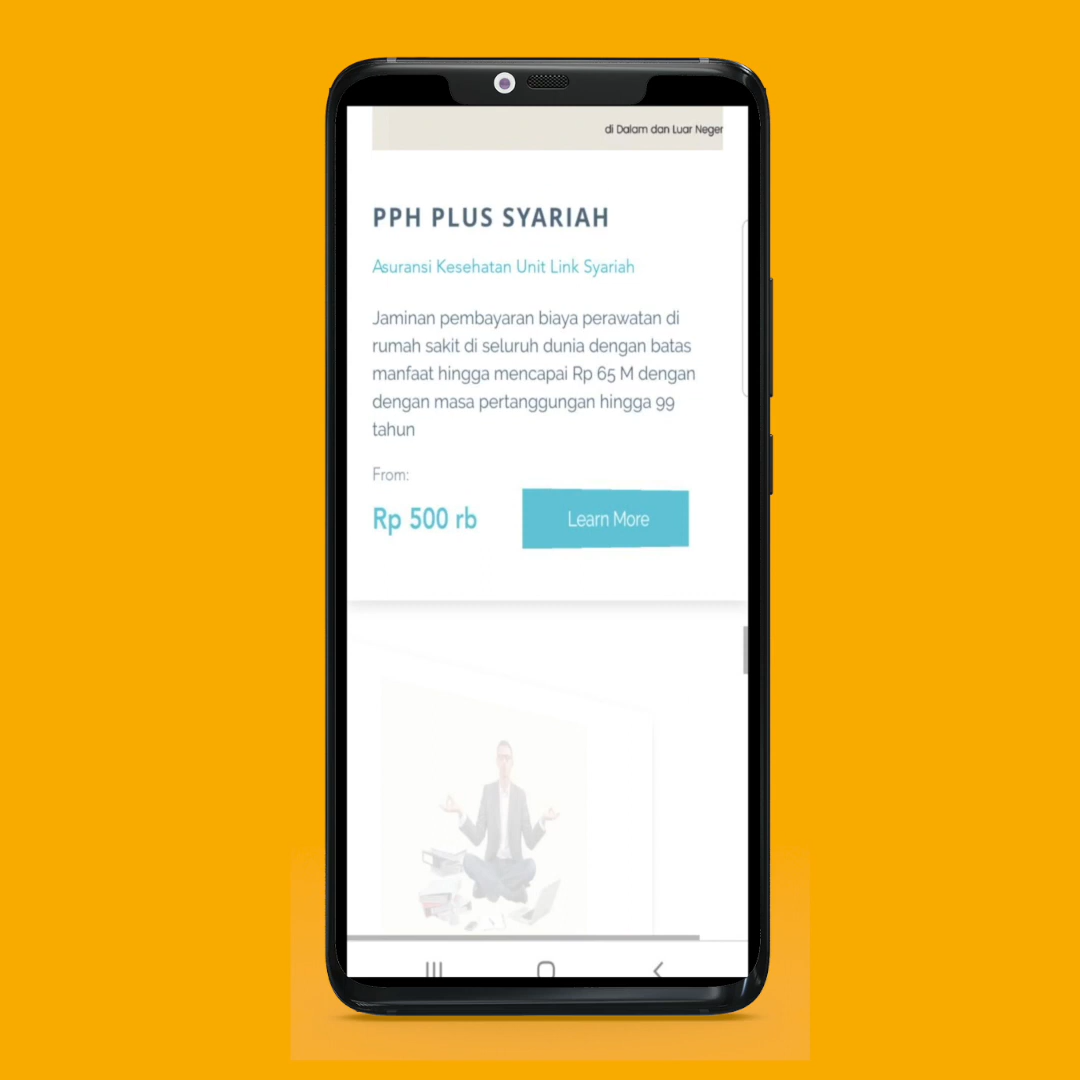 di Dalam dan Luar Neger
PPH PLUS SYARIAH
Asuransi Kesehatan Unit Link Syariah
Jaminan pembayaran biaya perawatan di
rumah sakit di seluruh dunia dengan batas
manfaat hingga mencapai Rp 65 M dengan
dengan masa pertanggungan hingga 99
tahun
From:
Rp 500 rb
Learn More